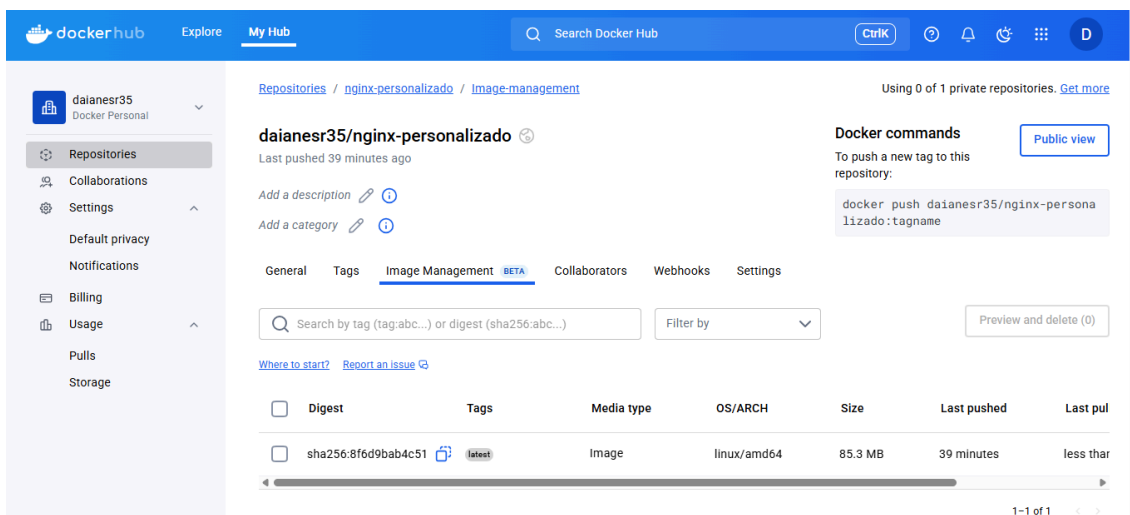 dockerhub Explore My Hub Search Docker Hub CtrlK D
daianesr35
Docker Personal
Repositories
Collaborations
Settings
Default privacy
Notifications
Billing
Usage
Pulls
Storage
Repositories / nginx-personalizado / Image-management
Using 0 of 1 private repositories. Get more
daianesr35/nginx-personalizado
Last pushed 39 minutes ago
Add a description
Add a category
Docker commands
Public view
To push a new tag to this
repository:
docker push daianesr35/nginx-persona
lizado:tagname
General Tags Image Management BETA Collaborators Webhooks Settings
Search by tag (tag:abc...) or digest (sha256:abc...)
Filter by
Preview and delete (0)
Where to start? Report an issue
Digest Tags Media type OS/ARCH Size Last pushed Last pul
sha256:8f6d9bab4c51 latest Image linux/amd64 85.3 MB 39 minutes less thar
1–1 of 1